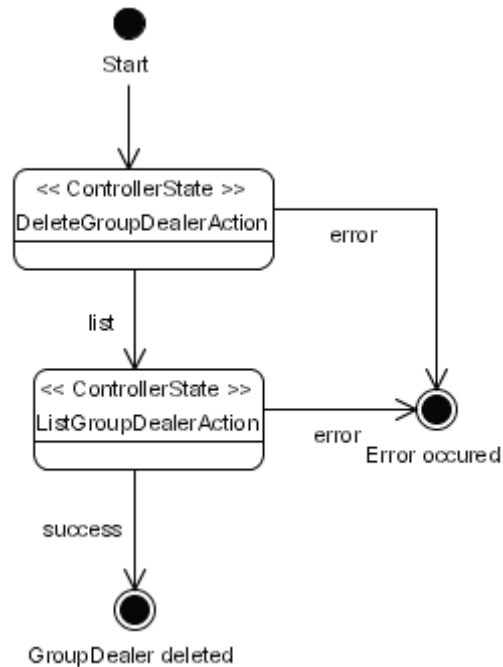 Start
<< ControllerState >>
DeleteGroupDealerAction
error
list
<< ControllerState >>
ListGroupDealerAction
error
Error occured
success
GroupDealer deleted